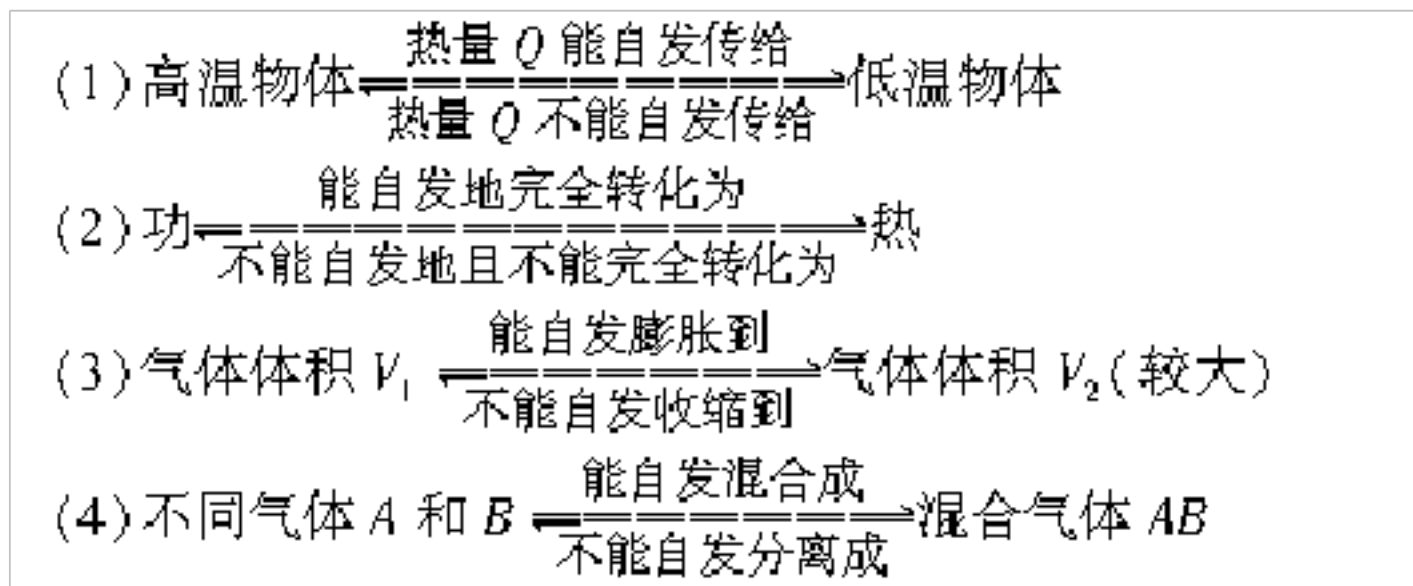 热量 Q 能自发传给
(1)高温物体⇌低温物体
热量 Q 不能自发传给
能自发地完全转化为
(2)功⇌热
不能自发地且不能完全转化为
能自发膨胀到
(3)气体体积 V₁ ⇌气体体积 V₂(较大)
不能自发收缩到
能自发混合成
(4)不同气体 A 和 B ⇌混合气体 AB
不能自发分离成